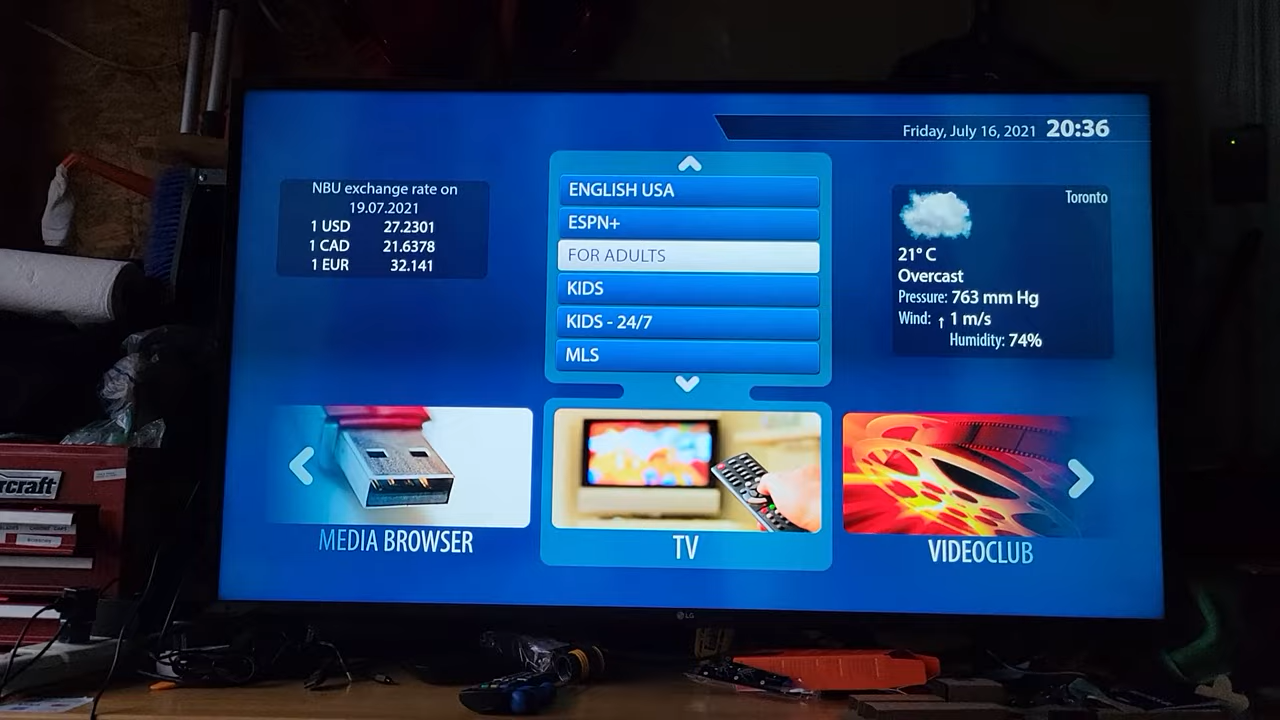 Friday, July 16, 2021 20:36
NBU exchange rate on
19.07.2021
1 USD 27.2301
1 CAD 21.6378
1 EUR 32.141
ENGLISH USA
ESPN+
FOR ADULTS
KIDS
KIDS - 24/7
MLS
Toronto
21° C
Overcast
Pressure: 763 mm Hg
Wind: ↑ 1 m/s
Humidity: 74%
MEDIA BROWSER
TV
VIDEOCLUB
LG
rcraft